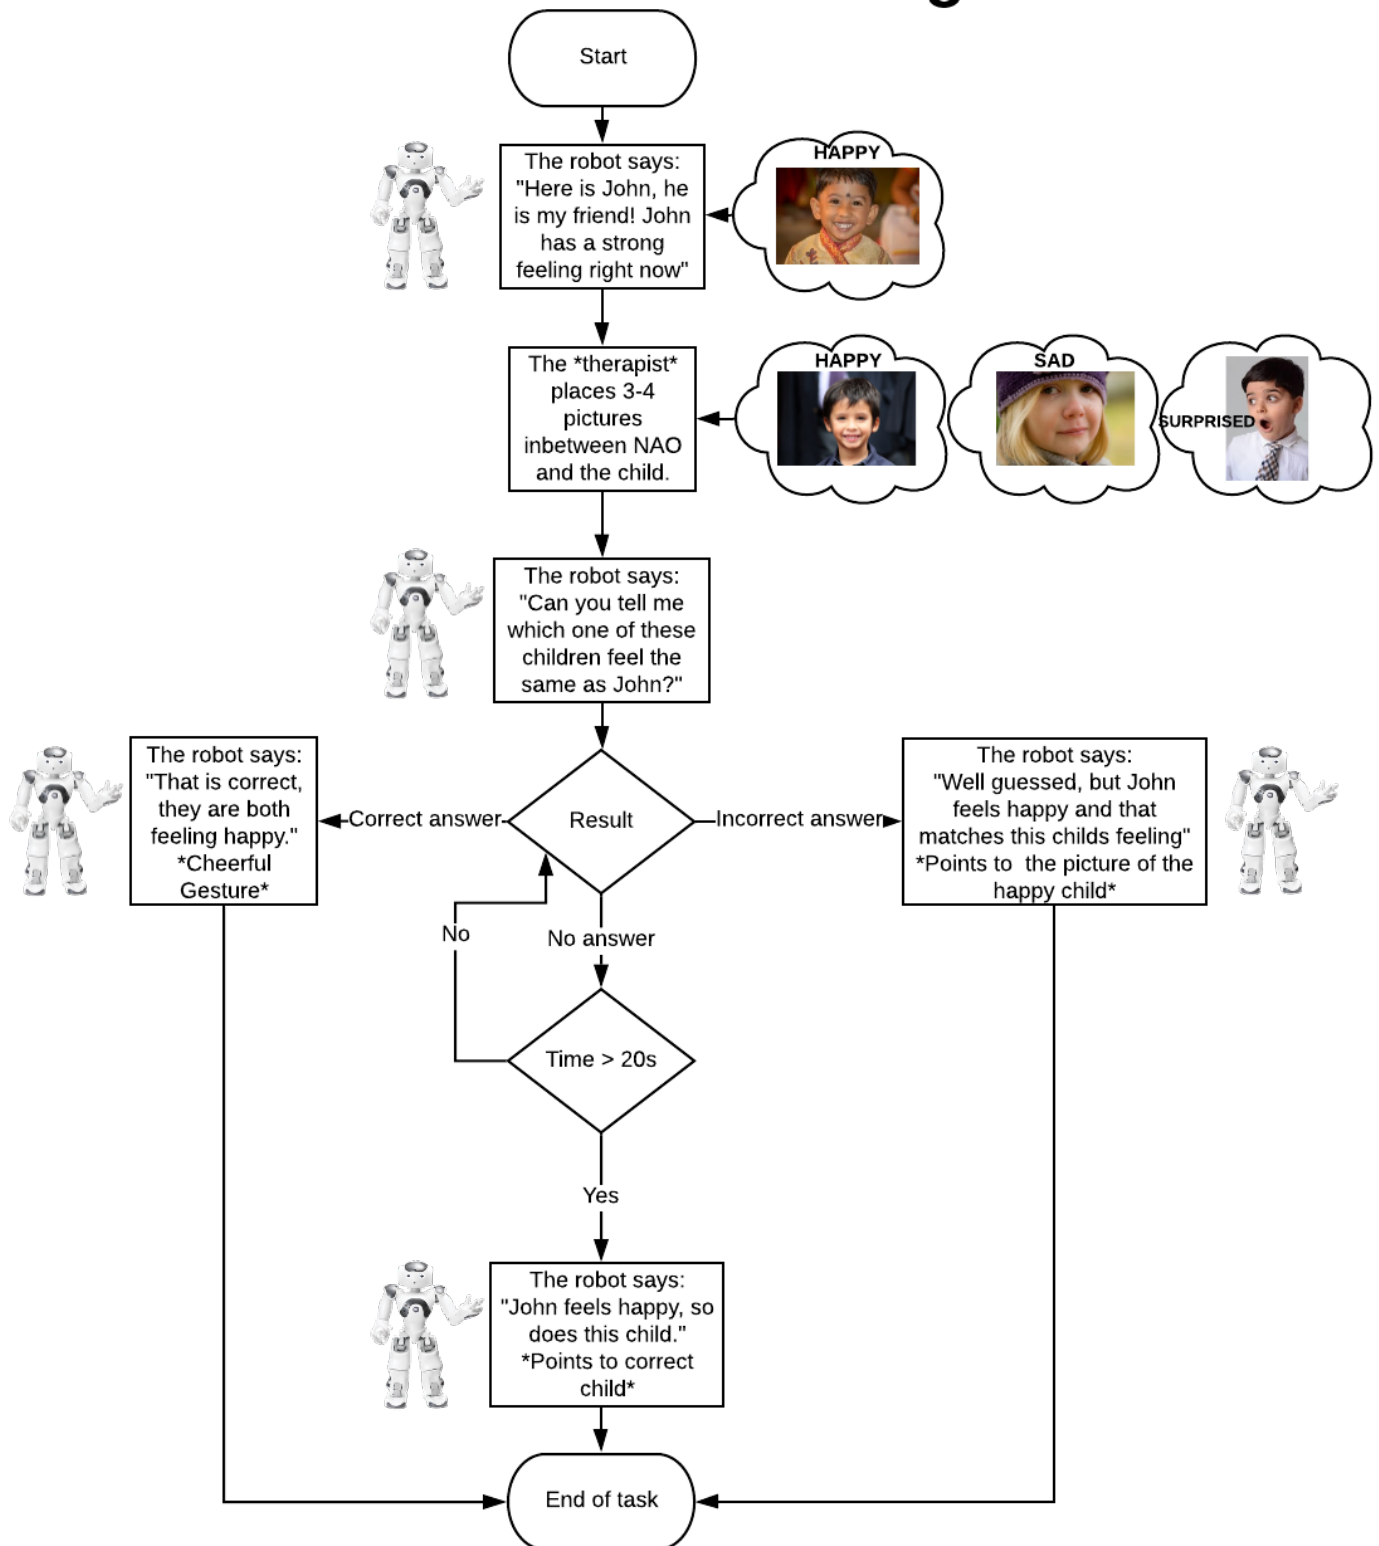 Start
The robot says:
"Here is John, he
is my friend! John
has a strong
feeling right now"
HAPPY
The *therapist*
places 3-4
pictures
inbetween NAO
and the child.
HAPPY
SAD
SURPRISED
The robot says:
"Can you tell me
which one of these
children feel the
same as John?"
The robot says:
"That is correct,
they are both
feeling happy."
*Cheerful
Gesture*
Correct answer
Result
Incorrect answer
The robot says:
"Well guessed, but John
feels happy and that
matches this childs feeling"
*Points to the picture of the
happy child*
No
No answer
Time > 20s
Yes
The robot says:
"John feels happy, so
does this child."
*Points to correct
child*
End of task